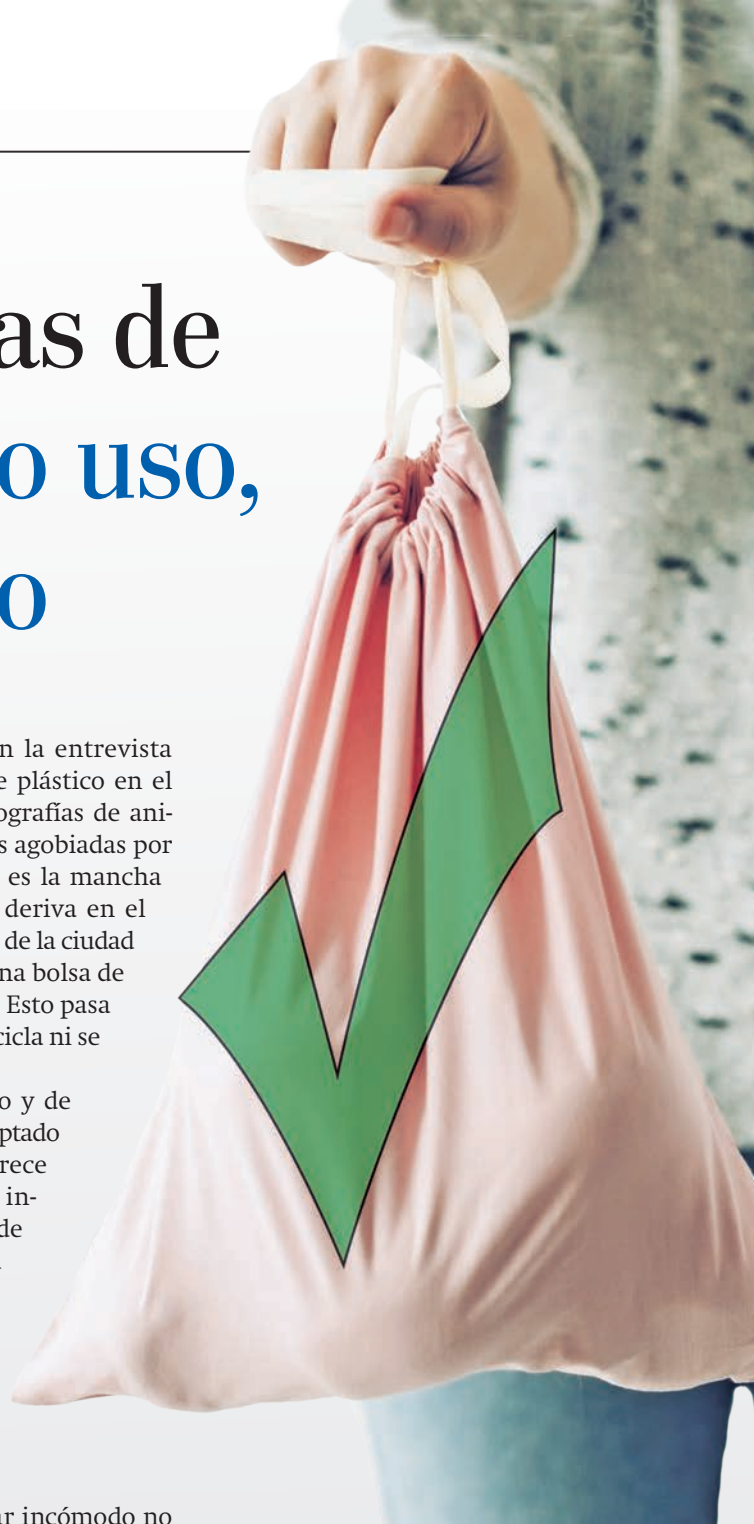 as de
o uso,
o
n la entrevista
e plástico en el
ografías de ani-
s agobiadas por
es la mancha
deriva en el
de la ciudad
na bolsa de
Esto pasa
cicla ni se
o y de
ptado
rece
in-
de
ar incómodo no